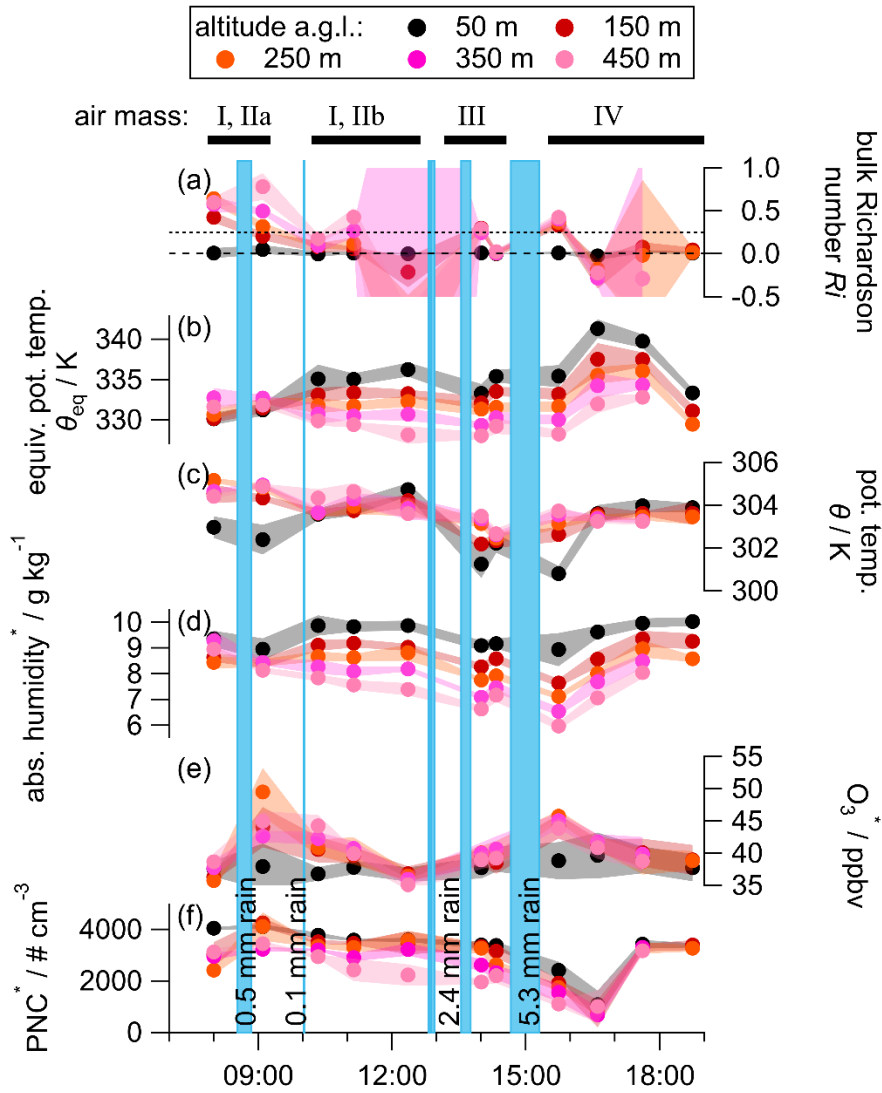 altitude a.g.l.: 50 m 150 m
250 m 350 m 450 m
air mass: I, IIa I, IIb III IV
(a)
1.0
0.5
0.0
-0.5
bulk Richardson
number Ri
(b)
340
335
330
equiv. pot. temp.
θeq / K
(c)
306
304
302
300
pot. temp.
θ / K
(d)
10
9
8
7
6
abs. humidity* / g kg-1
(e)
55
50
45
40
35
O3* / ppbv
(f)
4000
2000
0
PNC* / # cm-3
0.5 mm rain
0.1 mm rain
2.4 mm rain
5.3 mm rain
09:00 12:00 15:00 18:00